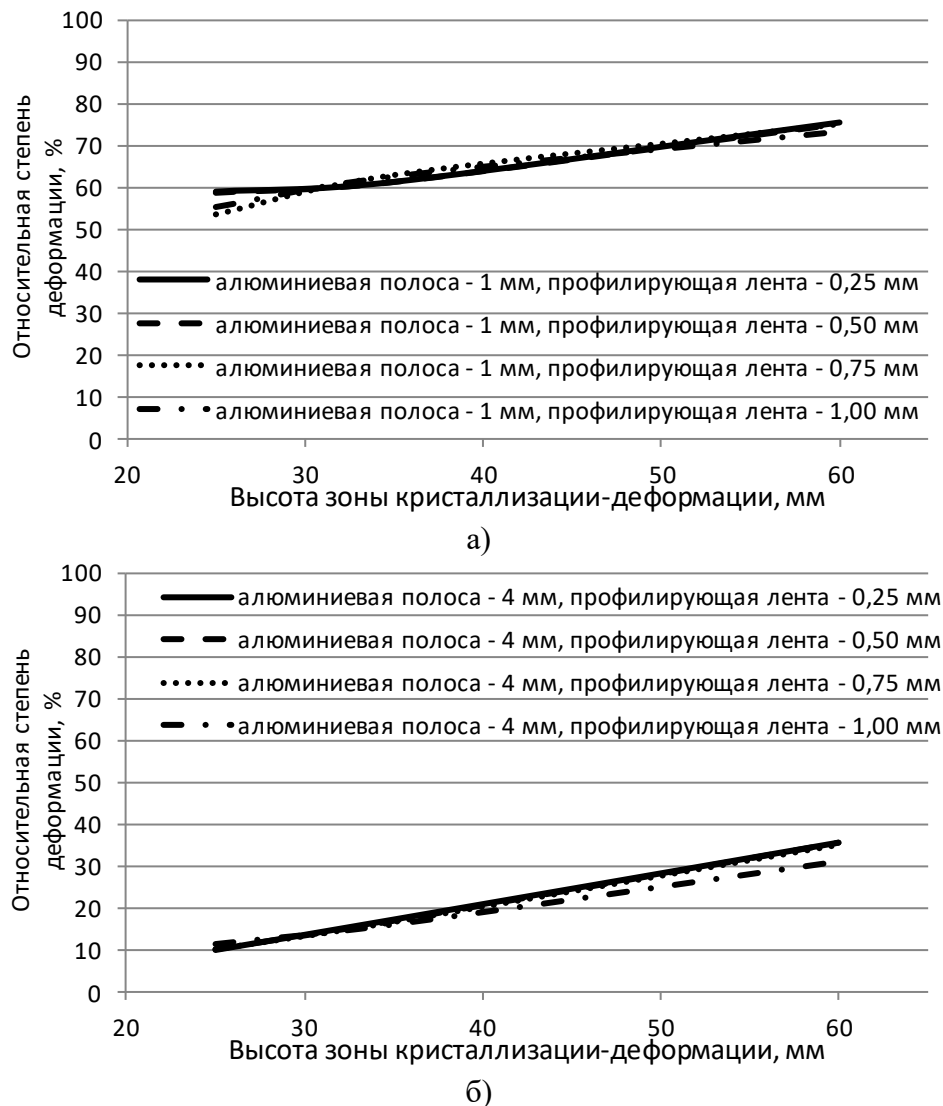 100
90
80
70
60
50
40
30
20
10
0
Относительная степень
деформации, %
алюминиевая полоса - 1 мм, профилирующая лента - 0,25 мм
алюминиевая полоса - 1 мм, профилирующая лента - 0,50 мм
алюминиевая полоса - 1 мм, профилирующая лента - 0,75 мм
алюминиевая полоса - 1 мм, профилирующая лента - 1,00 мм
20 30 40 50 60
Высота зоны кристаллизации-деформации, мм
а)
100
90
80
70
60
50
40
30
20
10
0
Относительная степень
деформации, %
алюминиевая полоса - 4 мм, профилирующая лента - 0,25 мм
алюминиевая полоса - 4 мм, профилирующая лента - 0,50 мм
алюминиевая полоса - 4 мм, профилирующая лента - 0,75 мм
алюминиевая полоса - 4 мм, профилирующая лента - 1,00 мм
20 30 40 50 60
Высота зоны кристаллизации-деформации, мм
б)